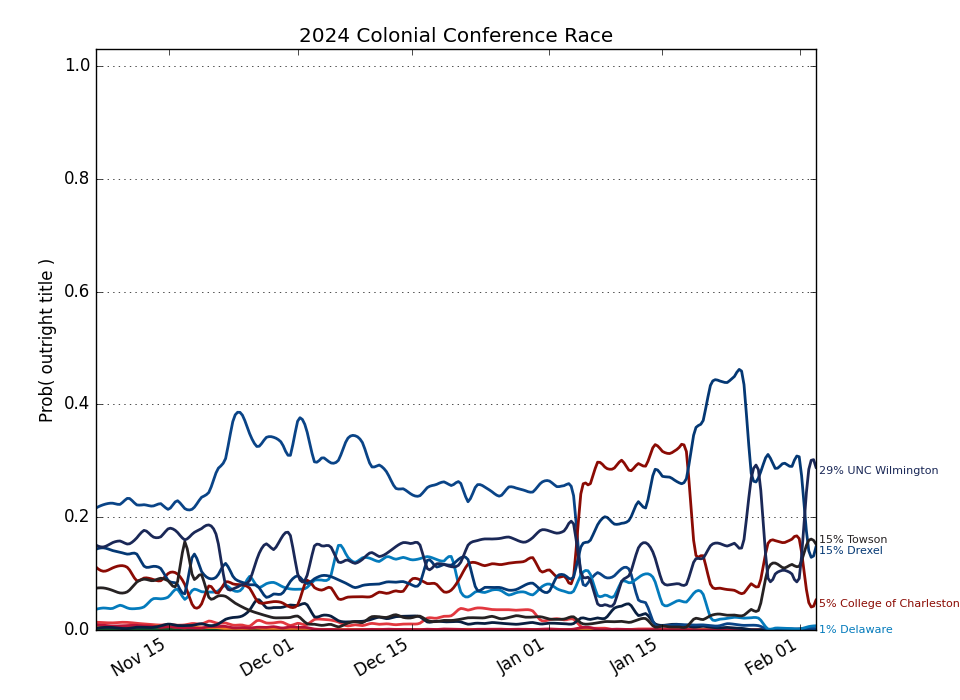 2024 Colonial Conference Race
Prob( outright title )
1.0
0.8
0.6
0.4
0.2
0.0
29% UNC Wilmington
15% Towson
15% Drexel
5% College of Charleston
1% Delaware
Nov 15
Dec 01
Dec 15
Jan 01
Jan 15
Feb 01